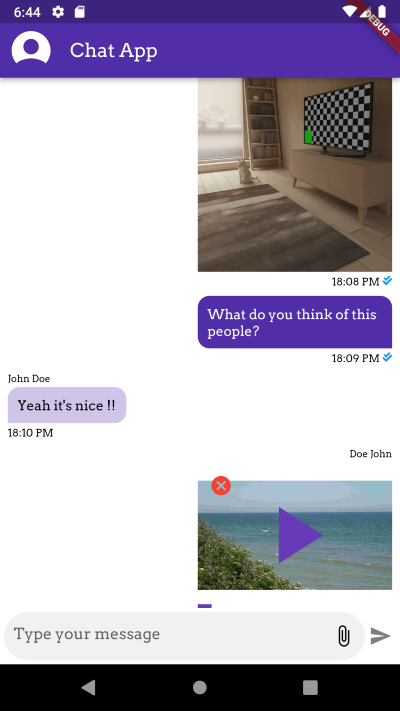 6:44
DEBUG
Chat App
18:08 PM
What do you think of this
people?
18:09 PM
John Doe
Yeah it's nice !!
18:10 PM
Doe John
Type your message